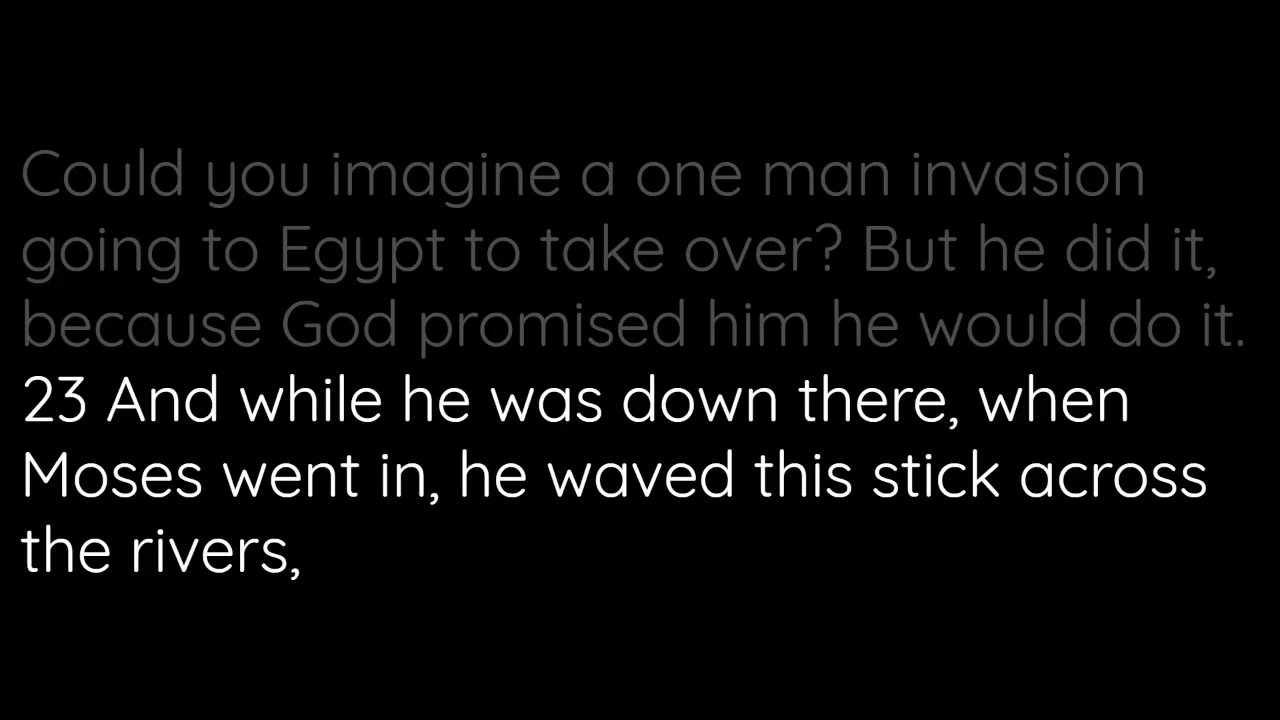 Could you imagine a one man invasion
going to Egypt to take over? But he did it,
because God promised him he would do it.
23 And while he was down there, when
Moses went in, he waved this stick across
the rivers,